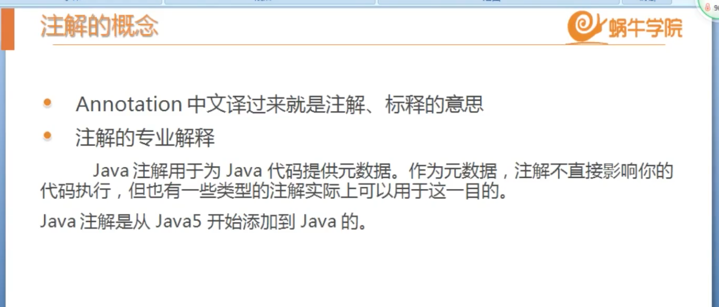 注解的概念
蜗牛学院
Annotation 中文译过来就是注解、标释的意思
注解的专业解释
Java 注解用于为 Java 代码提供元数据。作为元数据，注解不直接影响你的
代码执行，但也有一些类型的注解实际上可以用于这一目的。
Java 注解是从 Java5 开始添加到 Java 的。